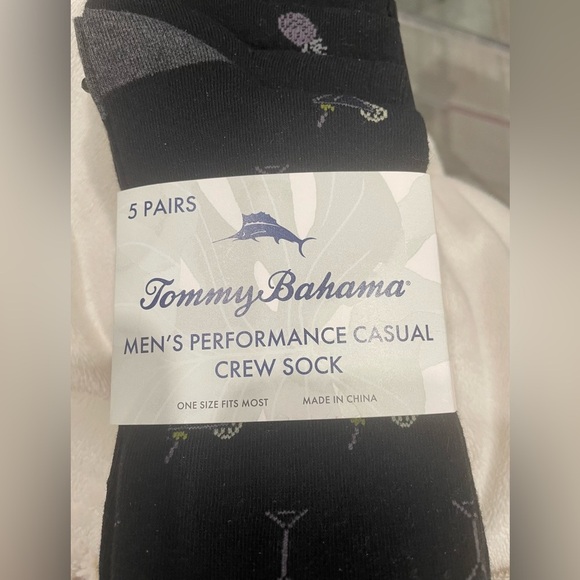 5 PAIRS
Tommy Bahama
MEN'S PERFORMANCE CASUAL
CREW SOCK
ONE SIZE FITS MOST MADE IN CHINA